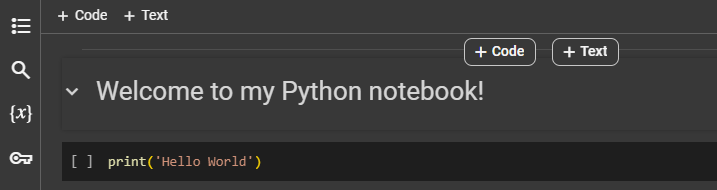 + Code + Text
+ Code + Text
Welcome to my Python notebook!
{x}
[ ] print('Hello World')